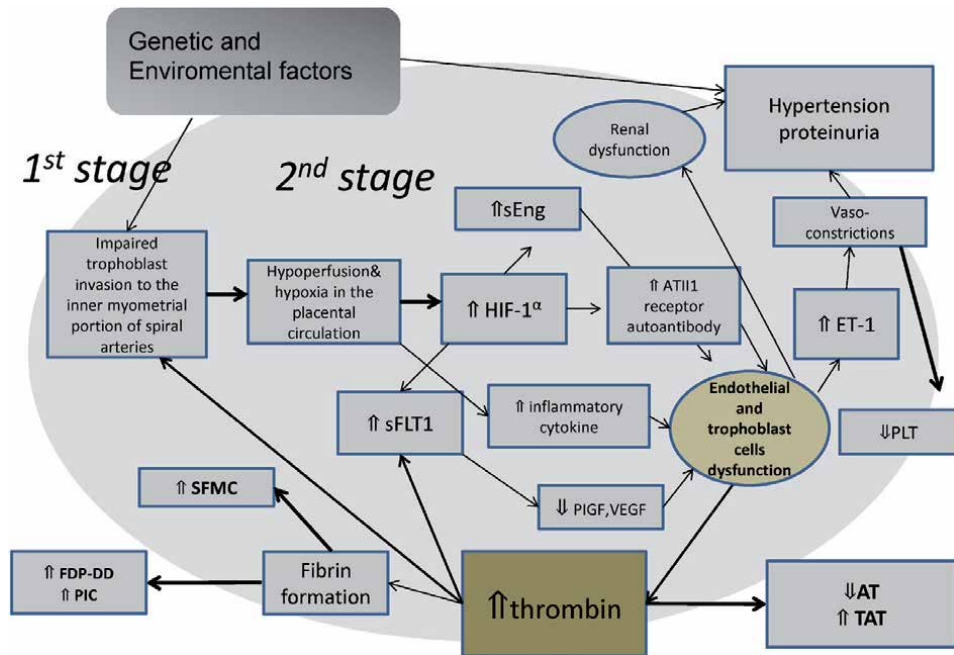 Genetic and
Enviromental factors
Hypertension
proteinuria
Renal
dysfunction
1st stage
2nd stage
⇑sEng
Vaso-
constrictions
Impaired
trophoblast
invasion to the
inner myometrial
portion of spiral
arteries
Hypoperfusion&
hypoxia in the
placental
circulation
⇑ HIF-1α
⇑ ATII1
receptor
autoantibody
⇑ ET-1
⇑ sFLT1
⇑ inflammatory
cytokine
Endothelial
and
trophoblast
cells
dysfunction
⇓PLT
⇑ SFMC
⇓ PIGF,VEGF
⇑ FDP-DD
⇑ PIC
Fibrin
formation
⇑thrombin
⇓AT
⇑ TAT